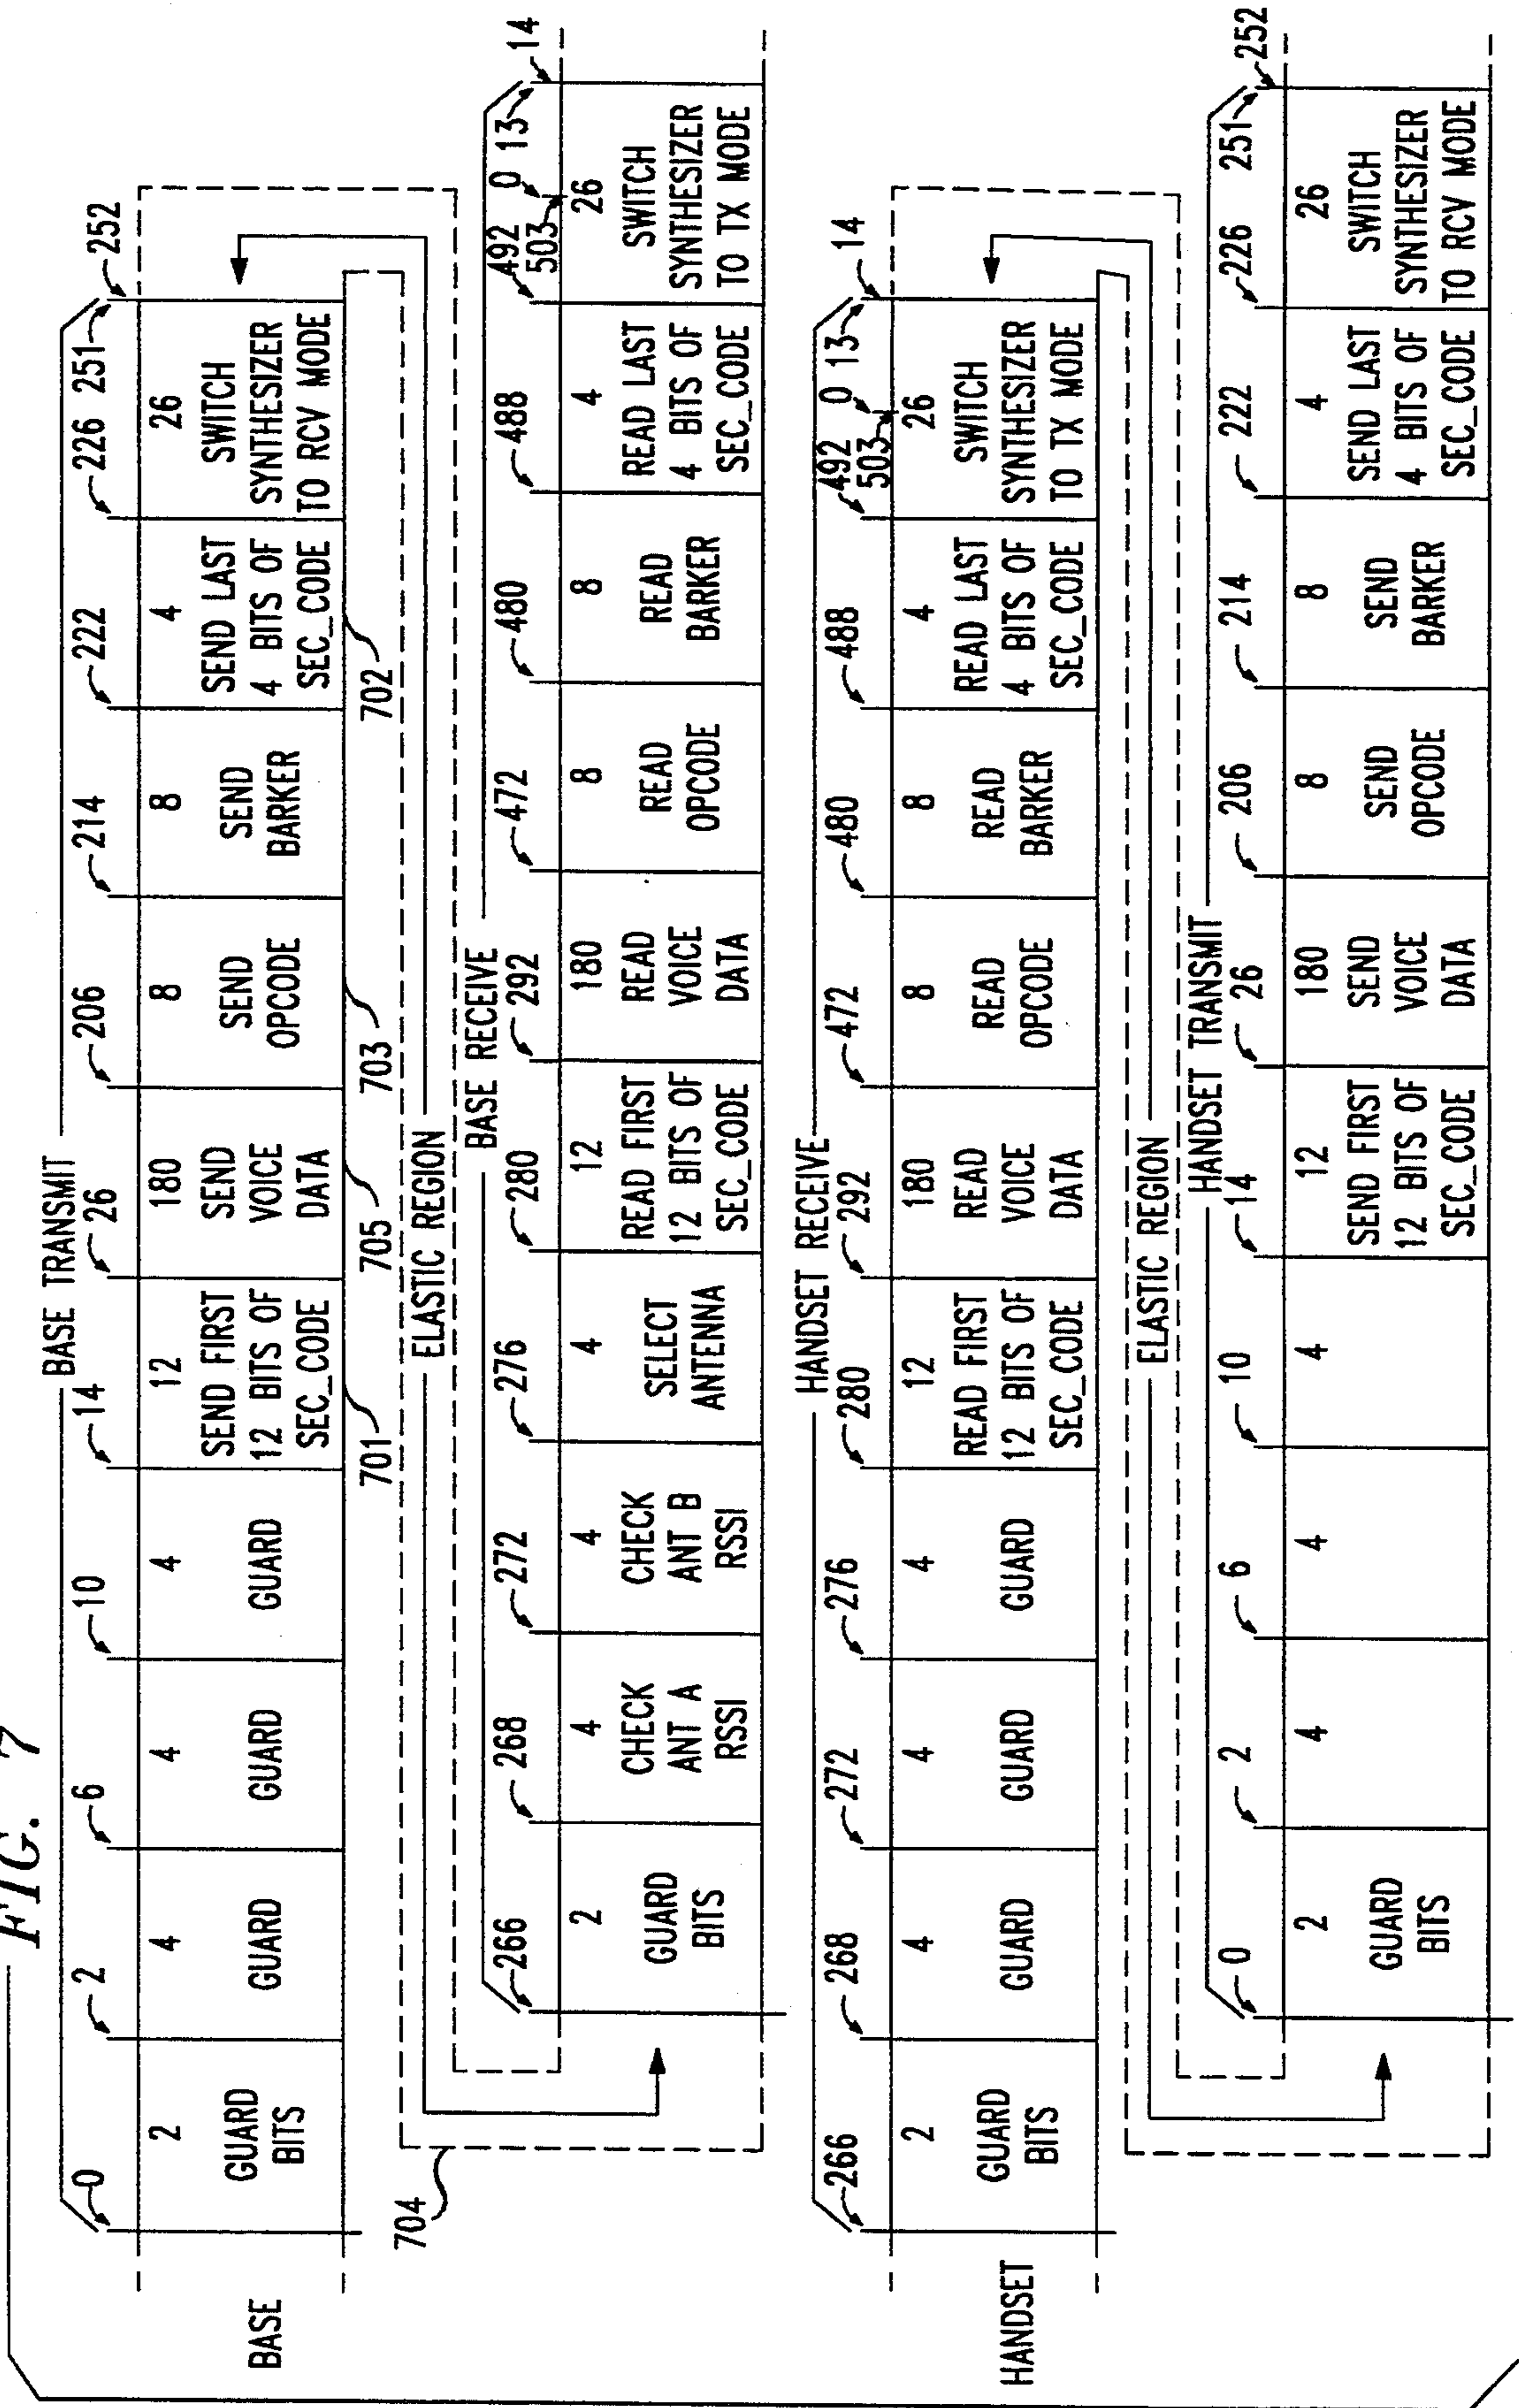 FIG. 7
BASE
BASE TRANSMIT
0 2 6 10 14 26 206 214 222 226 251 252
2 4 4 4 12 180 8 8 4 26
GUARD BITS
GUARD
GUARD
GUARD
SEND FIRST 12 BITS OF SEC_CODE
SEND VOICE DATA
SEND OPCODE
SEND BARKER
SEND LAST 4 BITS OF SEC_CODE
SWITCH SYNTHESIZER TO RCV MODE
701 705 703 702
704
ELASTIC REGION
BASE RECEIVE
266 268 272 276 280 292 472 480 488 492 503 0 13 14
2 4 4 4 12 180 8 8 4 26
GUARD BITS
CHECK ANT A RSSI
CHECK ANT B RSSI
SELECT ANTENNA
READ FIRST 12 BITS OF SEC_CODE
READ VOICE DATA
READ OPCODE
READ BARKER
READ LAST 4 BITS OF SEC_CODE
SWITCH SYNTHESIZER TO TX MODE
HANDSET
HANDSET RECEIVE
266 268 272 276 280 292 472 480 488 492 503 0 13 14
2 4 4 4 12 180 8 8 4 26
GUARD BITS
GUARD
GUARD
GUARD
READ FIRST 12 BITS OF SEC_CODE
READ VOICE DATA
READ OPCODE
READ BARKER
READ LAST 4 BITS OF SEC_CODE
SWITCH SYNTHESIZER TO TX MODE
ELASTIC REGION
HANDSET TRANSMIT
0 2 6 10 14 26 206 214 222 226 251 252
2 4 4 4 12 180 8 8 4 26
GUARD BITS
SEND FIRST 12 BITS OF SEC_CODE
SEND VOICE DATA
SEND OPCODE
SEND BARKER
SEND LAST 4 BITS OF SEC_CODE
SWITCH SYNTHESIZER TO RCV MODE